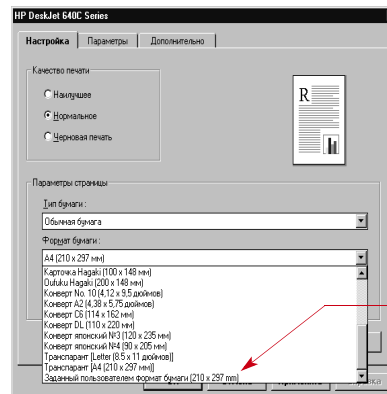 HP DeskJet 640C Series
Настройка Параметры Дополнительно
Качество печати
Наилучшее
Нормальное
Черновая печать
R
Параметры страницы
Тип бумаги:
Обычная бумага
Формат бумаги:
A4 (210 x 297 мм)
Карточка Hagaki (100 x 148 мм)
Oufuku Hagaki (200 x 148 мм)
Конверт No. 10 (4,12 x 9,5 дюймов)
Конверт A2 (4,38 x 5,75 дюймов)
Конверт C6 (114 x 162 мм)
Конверт DL (110 x 220 мм)
Конверт японский №3 (120 x 235 мм)
Конверт японский №4 (90 x 205 мм)
Транспарант [Letter (8.5 x 11 дюймов)]
Транспарант [A4 (210 x 297 мм)]
Заданный пользователем формат бумаги (210 x 297 mm)